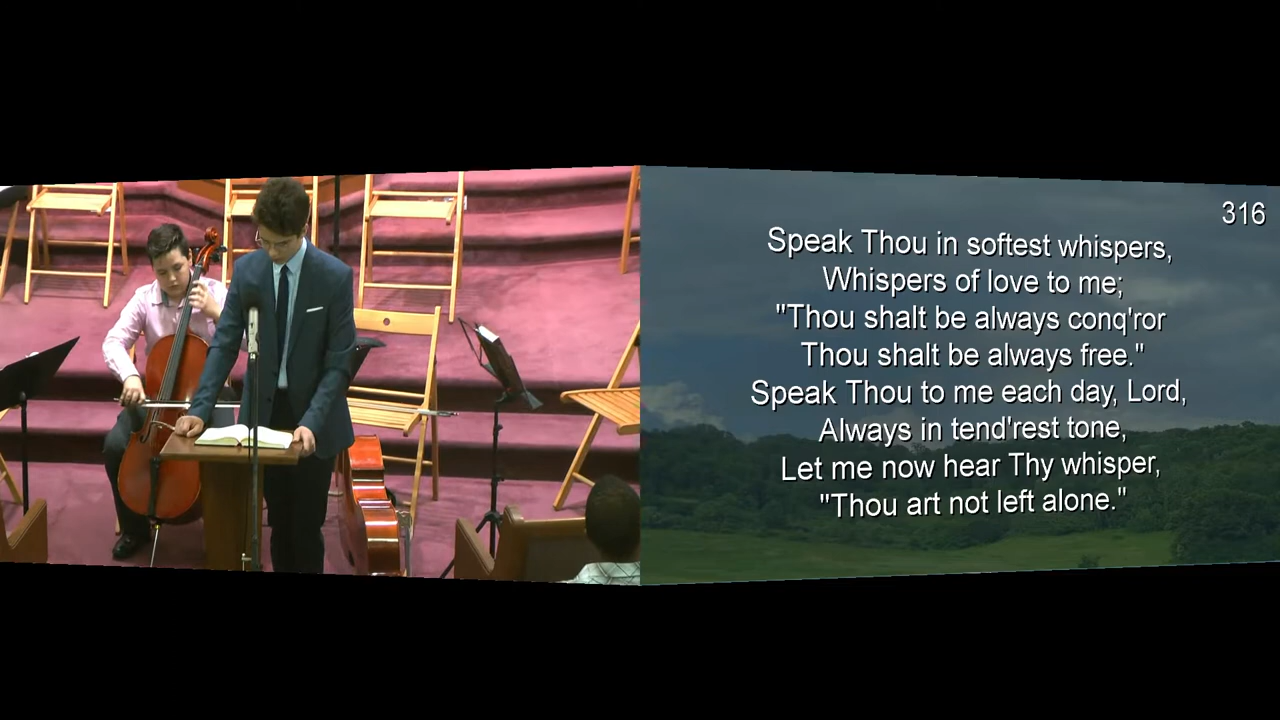 316
Speak Thou in softest whispers,
Whispers of love to me;
"Thou shalt be always conq'ror
Thou shalt be always free."
Speak Thou to me each day, Lord,
Always in tend'rest tone,
Let me now hear Thy whisper,
"Thou art not left alone."